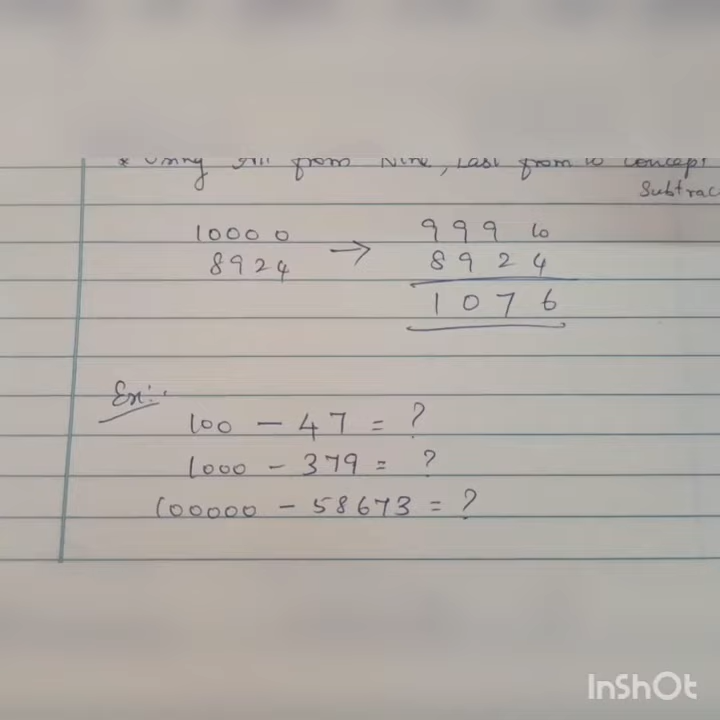 * Using All from Nine, Last from 10 concept
Subtrac
10000 → 9 9 9 10
8924 8 9 2 4
1 0 7 6
Ex:-
100 - 47 = ?
1000 - 379 = ?
100000 - 58673 = ?
InShOt